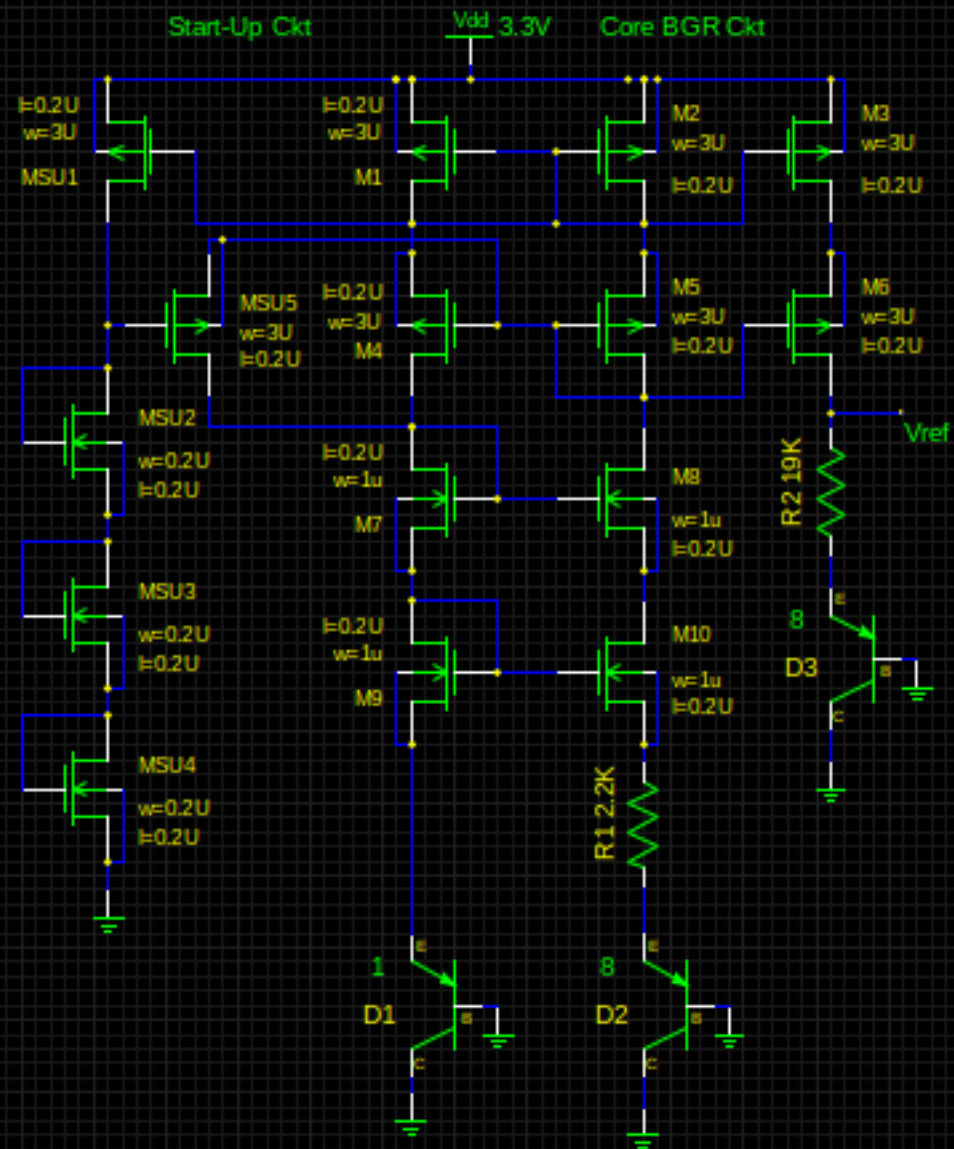 Start-Up Ckt
Vdd 3.3V
Core BGR Ckt
l=0.2U
w=3U
MSU1
l=0.2U
w=3U
M1
M2
w=3U
l=0.2U
M3
w=3U
l=0.2U
MSU5
w=3U
l=0.2U
l=0.2U
w=3U
M4
M5
w=3U
l=0.2U
M6
w=3U
l=0.2U
Vref
MSU2
w=0.2U
l=0.2U
l=0.2U
w=1u
M7
M8
w=1u
l=0.2U
R2 19K
MSU3
w=0.2U
l=0.2U
l=0.2U
w=1u
M9
M10
w=1u
l=0.2U
E
8
D3
B
C
MSU4
w=0.2U
l=0.2U
R1 2.2K
E
1
D1
B
C
E
8
D2
B
C